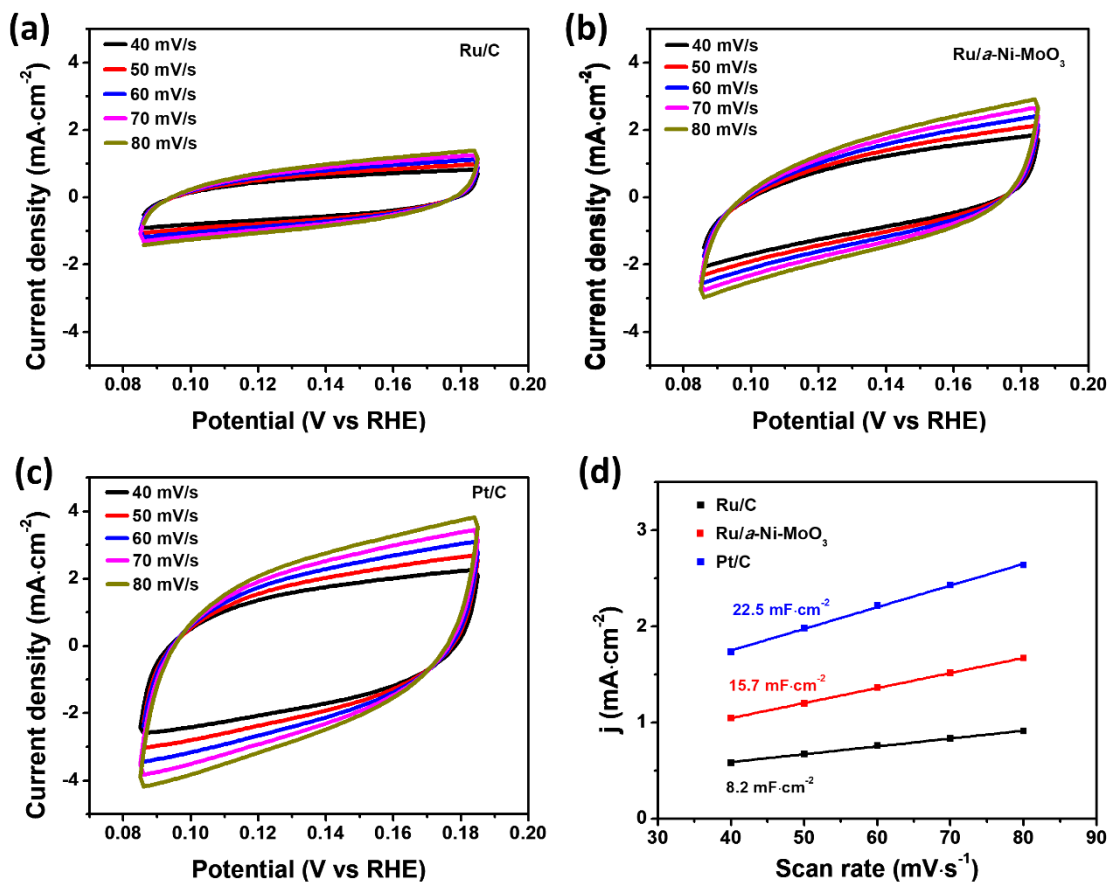 (a)
Ru/C
40 mV/s
50 mV/s
60 mV/s
70 mV/s
80 mV/s
4
2
0
-2
-4
0.08 0.10 0.12 0.14 0.16 0.18 0.20
Current density (mA·cm⁻²)
Potential (V vs RHE)
(b)
Ru/a-Ni-MoO₃
40 mV/s
50 mV/s
60 mV/s
70 mV/s
80 mV/s
4
2
0
-2
-4
0.08 0.10 0.12 0.14 0.16 0.18 0.20
Current density (mA·cm⁻²)
Potential (V vs RHE)
(c)
Pt/C
40 mV/s
50 mV/s
60 mV/s
70 mV/s
80 mV/s
4
2
0
-2
-4
0.08 0.10 0.12 0.14 0.16 0.18 0.20
Current density (mA·cm⁻²)
Potential (V vs RHE)
(d)
Ru/C
Ru/a-Ni-MoO₃
Pt/C
22.5 mF·cm⁻²
15.7 mF·cm⁻²
8.2 mF·cm⁻²
3
2
1
0
30 40 50 60 70 80 90
j (mA·cm⁻²)
Scan rate (mV·s⁻¹)